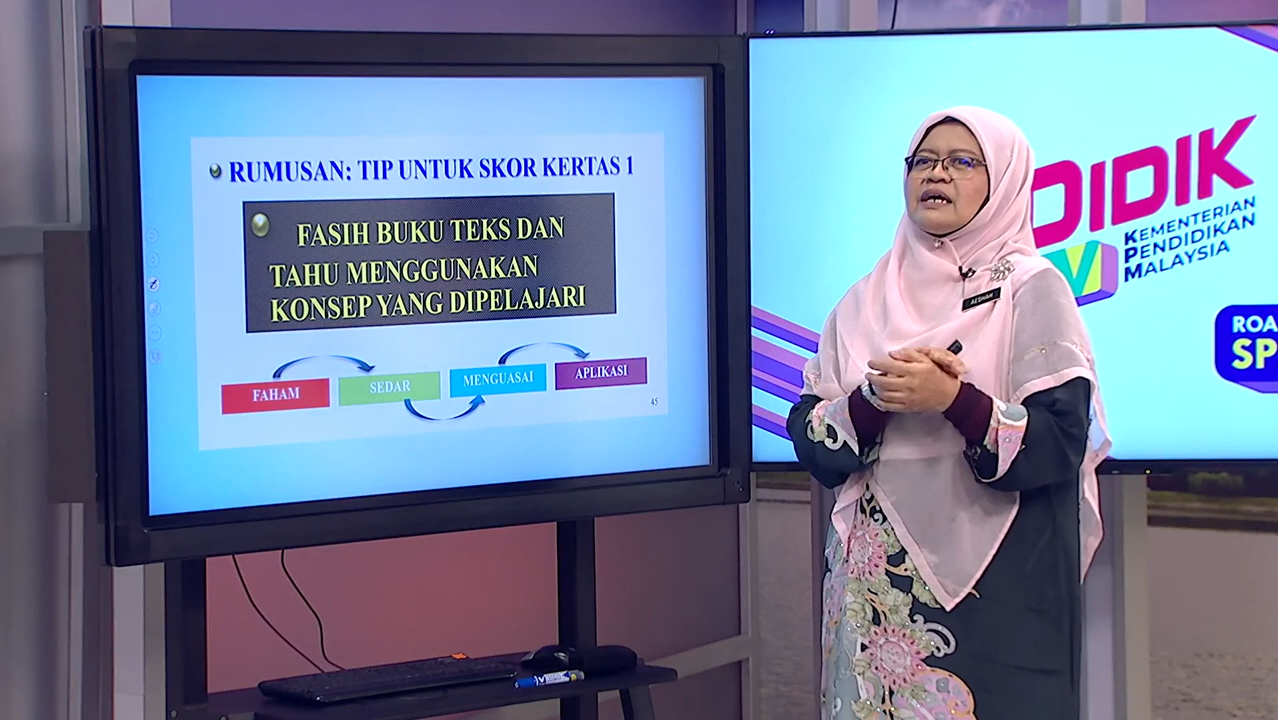 RUMUSAN: TIP UNTUK SKOR KERTAS 1
FASIH BUKU TEKS DAN
TAHU MENGGUNAKAN
KONSEP YANG DIPELAJARI
FAHAM
SEDAR
MENGUASAI
APLIKASI
45
DIDIK
V
KEMENTERIAN
PENDIDIKAN
MALAYSIA
ROA
SP
AESHAH